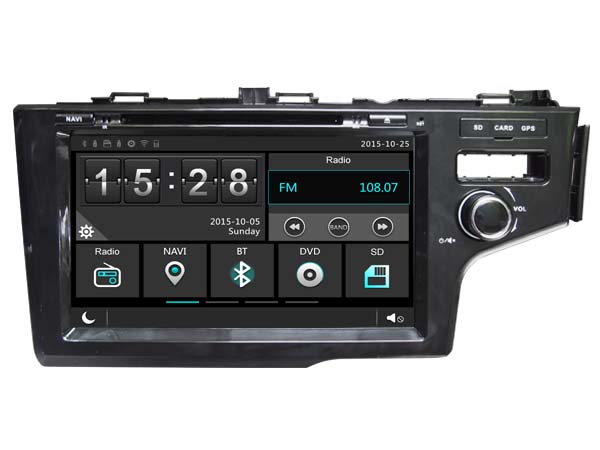 NAVI
SD CARD GPS
2015-10-25
15:28
2015-10-05
Sunday
Radio
FM 108.07
BAND
VOL
Radio NAVI BT DVD SD